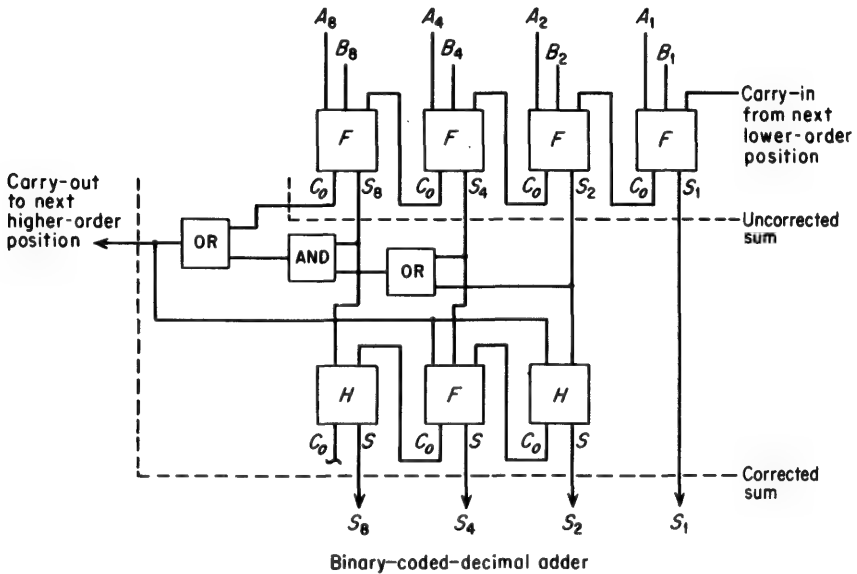 A8 A4 A2 A1
B8 B4 B2 B1
F F F F
Carry-in
from next
lower-order
position
Carry-out
to next
higher-order
position
C0 S8 C0 S4 C0 S2 C0 S1
Uncorrected
sum
OR
AND
OR
H F H
C0 S C0 S C0 S
Corrected
sum
S8 S4 S2 S1
Binary-coded-decimal adder